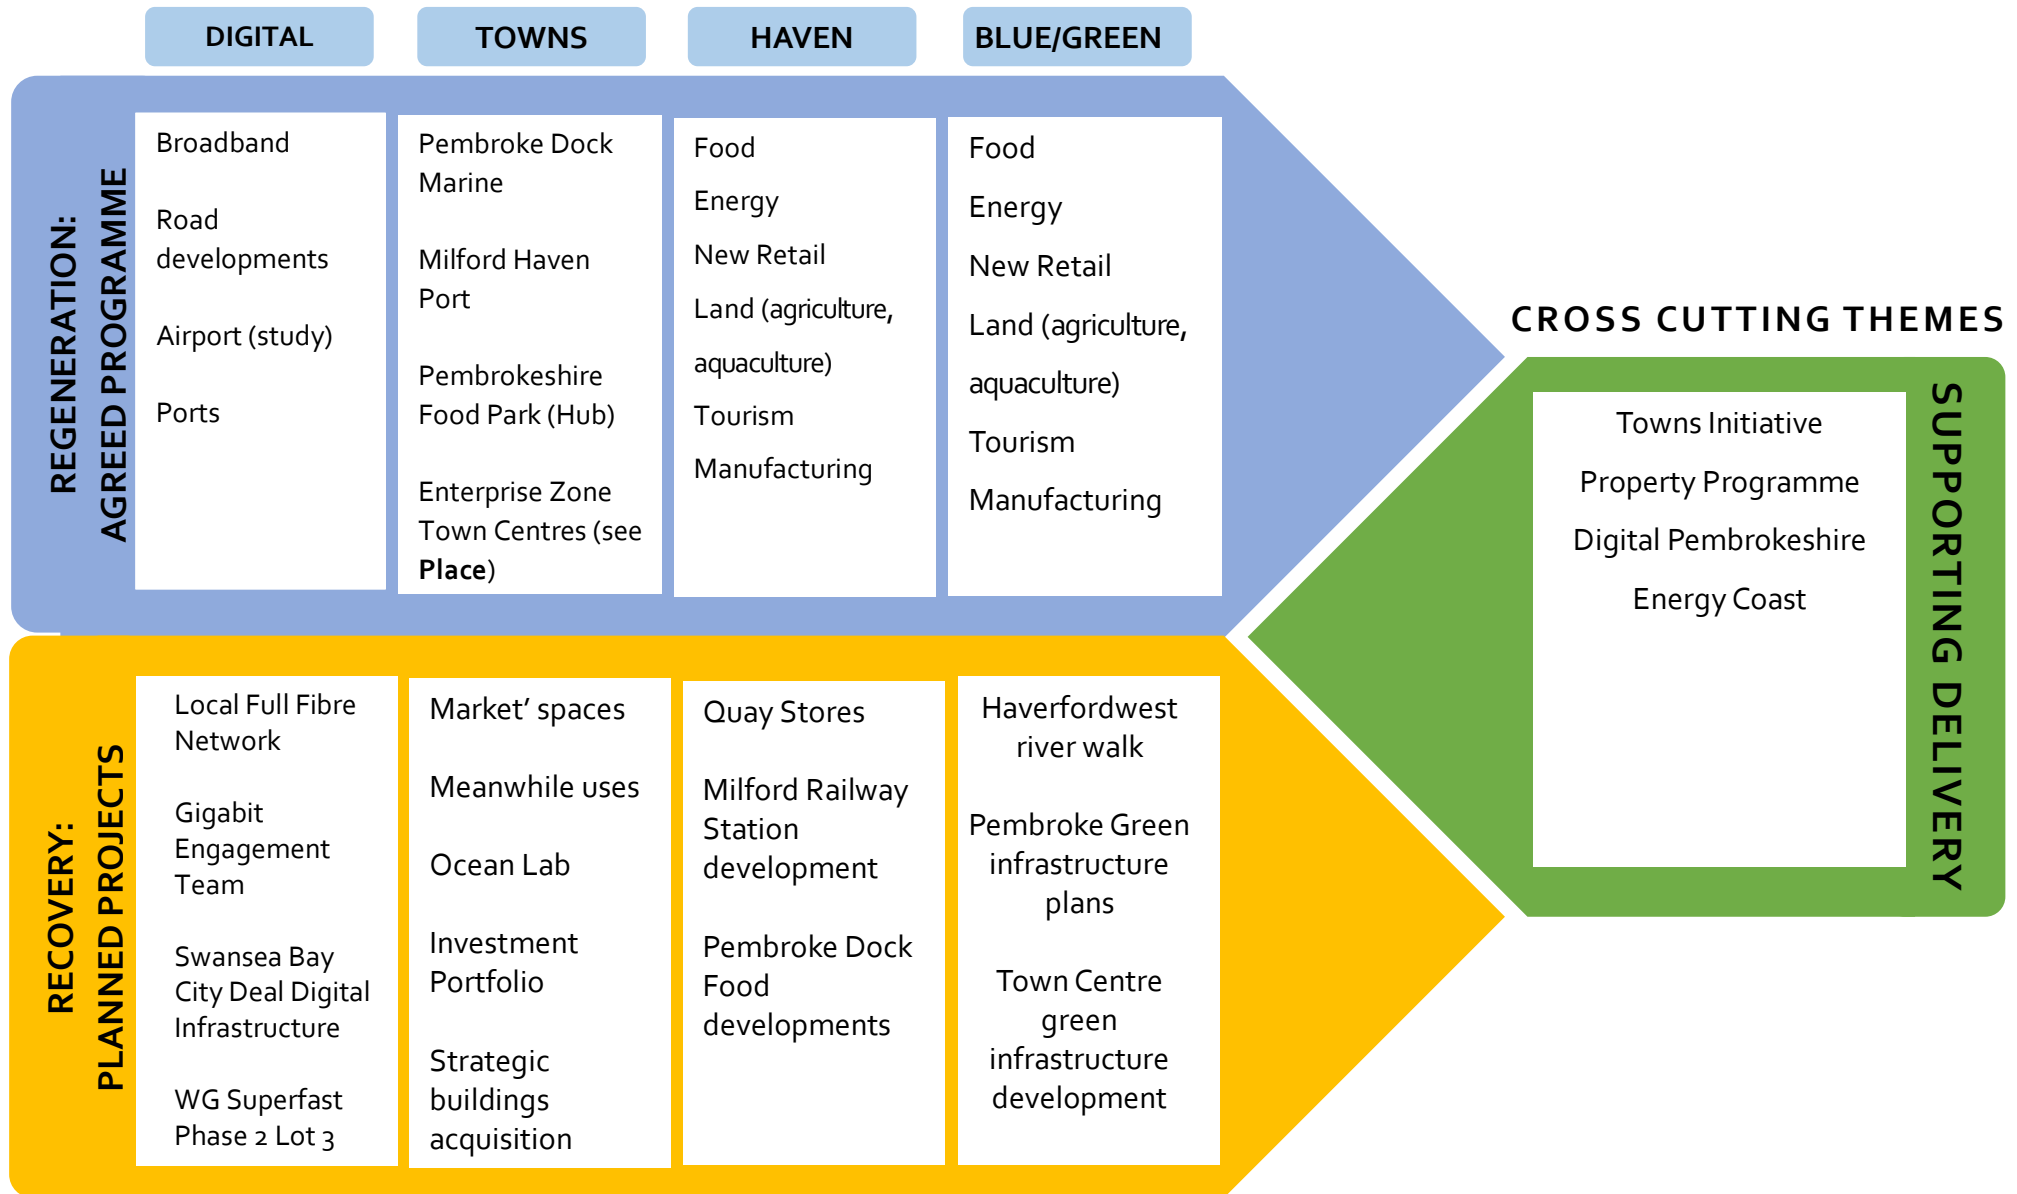 DIGITAL
TOWNS
HAVEN
BLUE/GREEN
REGENERATION:
AGREED PROGRAMME
Broadband
Road
developments
Airport (study)
Ports
Pembroke Dock
Marine
Milford Haven
Port
Pembrokeshire
Food Park (Hub)
Enterprise Zone
Town Centres (see
Place)
Food
Energy
New Retail
Land (agriculture,
aquaculture)
Tourism
Manufacturing
Food
Energy
New Retail
Land (agriculture,
aquaculture)
Tourism
Manufacturing
RECOVERY:
PLANNED PROJECTS
Local Full Fibre
Network
Gigabit
Engagement
Team
Swansea Bay
City Deal Digital
Infrastructure
WG Superfast
Phase 2 Lot 3
Market’ spaces
Meanwhile uses
Ocean Lab
Investment
Portfolio
Strategic
buildings
acquisition
Quay Stores
Milford Railway
Station
development
Pembroke Dock
Food
developments
Haverfordwest
river walk
Pembroke Green
infrastructure
plans
Town Centre
green
infrastructure
development
CROSS CUTTING THEMES
Towns Initiative
Property Programme
Digital Pembrokeshire
Energy Coast
SUPPORTING DELIVERY